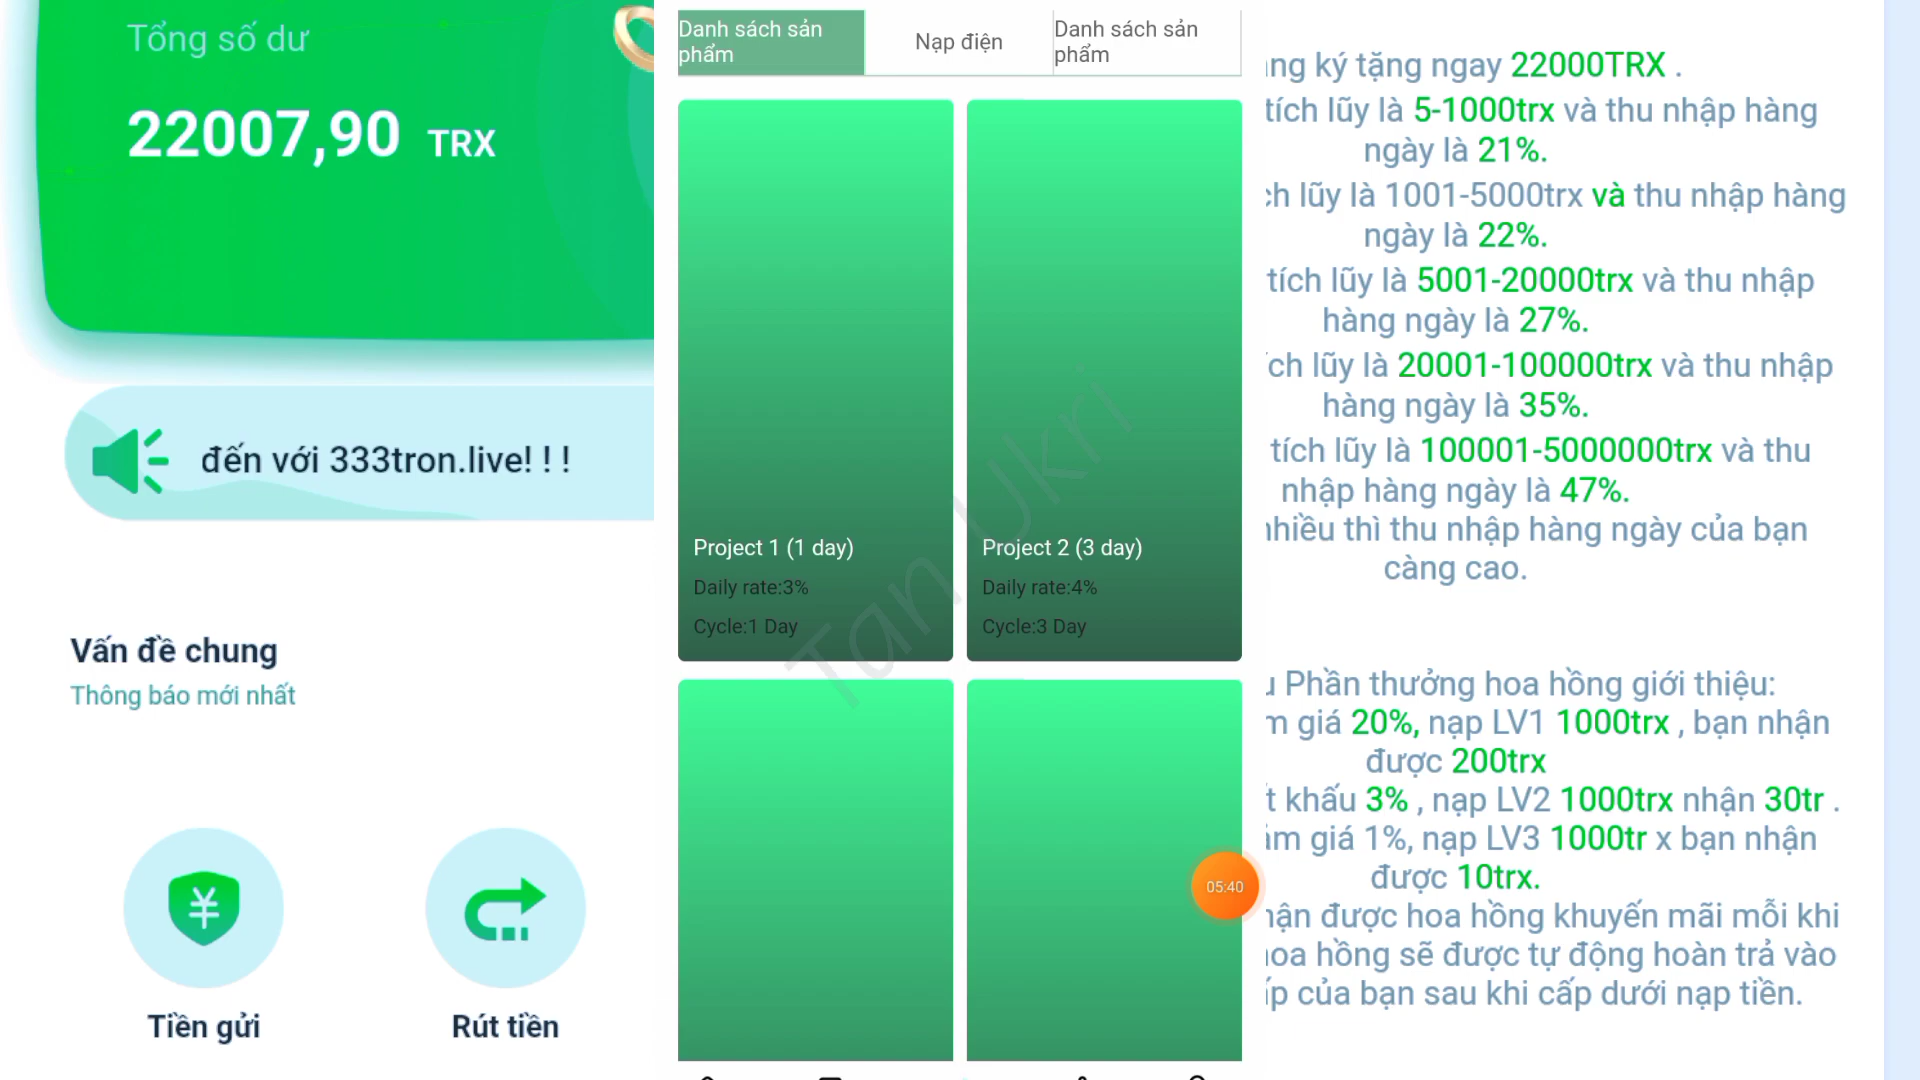 Tổng số dư
22007,90 TRX
đến với 333tron.live! ! !
Vấn đề chung
Thông báo mới nhất
Tiền gửi
Rút tiền
Danh sách sản
phẩm
Nạp điện
Danh sách sản
phẩm
Project 1 (1 day)
Daily rate:3%
Cycle:1 Day
Project 2 (3 day)
Daily rate:4%
Cycle:3 Day
Tan Ukri
05:40
ký tặng ngay 22000TRX .
tích lũy là 5-1000trx và thu nhập hàng
ngày là 21%.
lũy là 1001-5000trx và thu nhập hàng
ngày là 22%.
tích lũy là 5001-20000trx và thu nhập
hàng ngày là 27%.
lũy là 20001-100000trx và thu nhập
hàng ngày là 35%.
tích lũy là 100001-5000000trx và thu
nhập hàng ngày là 47%.
nhiều thì thu nhập hàng ngày của bạn
càng cao.
Phần thưởng hoa hồng giới thiệu:
giá 20%, nạp LV1 1000trx , bạn nhận
được 200trx
khấu 3% , nạp LV2 1000trx nhận 30tr .
giá 1%, nạp LV3 1000tr x bạn nhận
được 10trx.
được hoa hồng khuyến mãi mỗi khi
hoa hồng sẽ được tự động hoàn trả vào
của bạn sau khi cấp dưới nạp tiền.